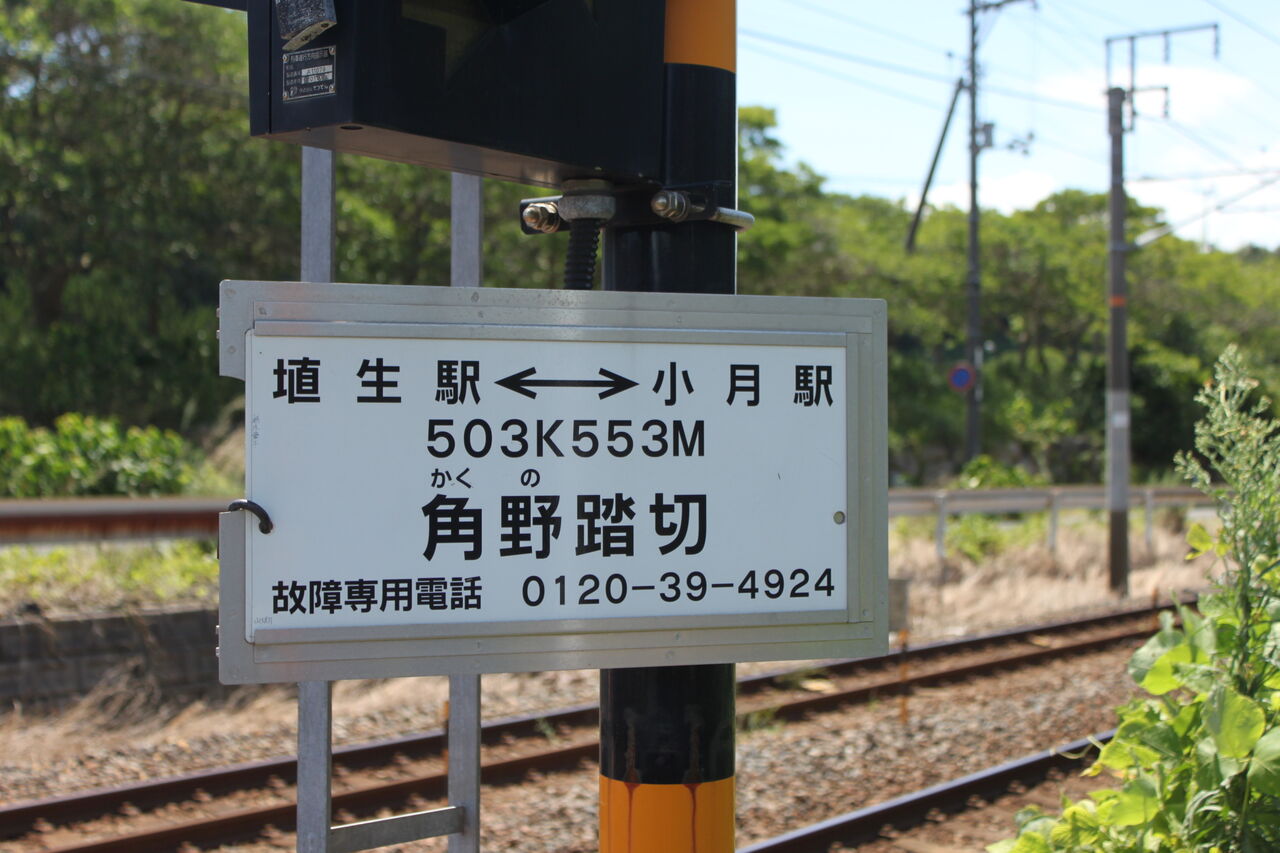 埴生駅←→小月駅
503K553M
かくの
角野踏切
故障専用電話 0120-39-4924